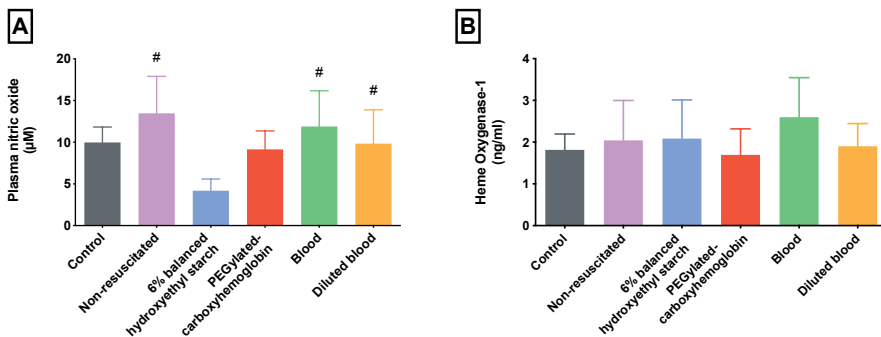 A
Plasma nitric oxide
(µM)
20
15
10
5
0
#
#
#
Control
Non-resuscitated
6% balanced
hydroxyethyl starch
PEGylated-
carboxyhemoglobin
Blood
Diluted blood
B
Heme Oxygenase-1
(ng/ml)
4
3
2
1
0
Control
Non-resuscitated
6% balanced
hydroxyethyl starch
PEGylated-
carboxyhemoglobin
Blood
Diluted blood